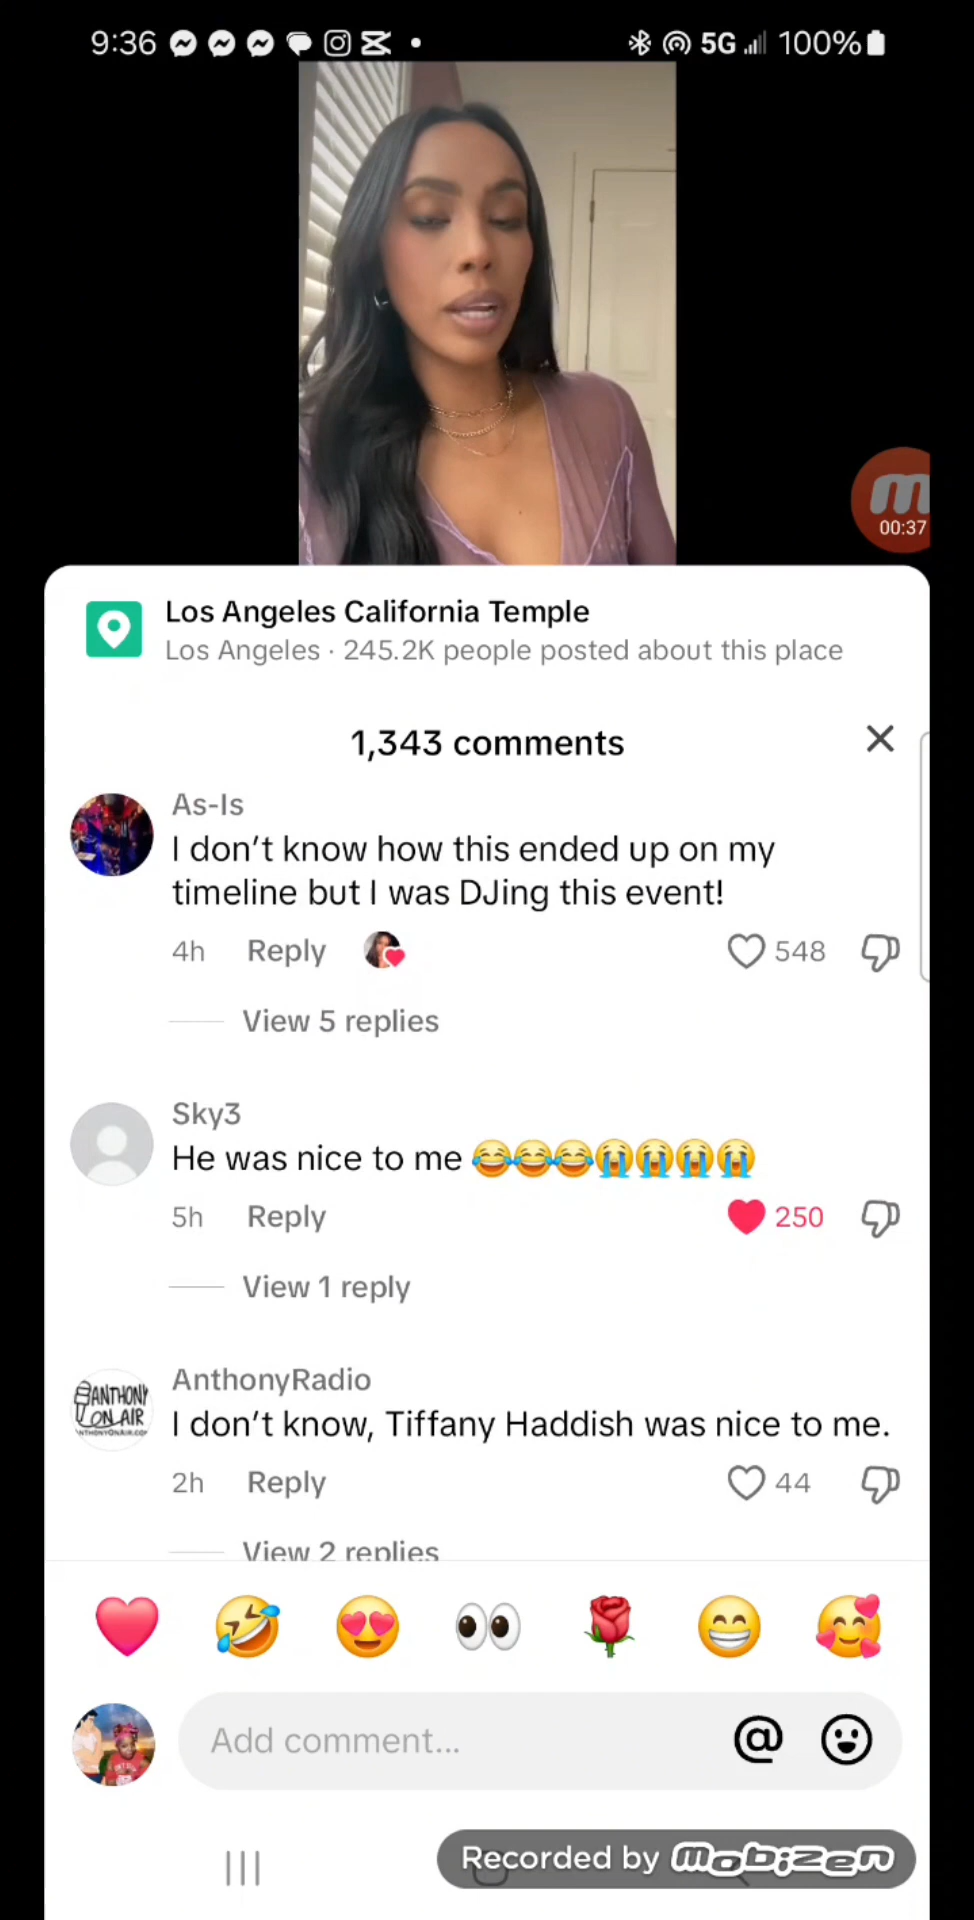 9:36
5G 100%
00:37
Los Angeles California Temple
Los Angeles · 245.2K people posted about this place
1,343 comments
As-Is
I don't know how this ended up on my
timeline but I was DJing this event!
4h Reply 548
View 5 replies
Sky3
He was nice to me 😂😂😂😭😭😭😭
5h Reply 250
View 1 reply
AnthonyRadio
ANTHONY
ON AIR
I don't know, Tiffany Haddish was nice to me.
2h Reply 44
View 2 replies
Add comment... @
Recorded by mobizen